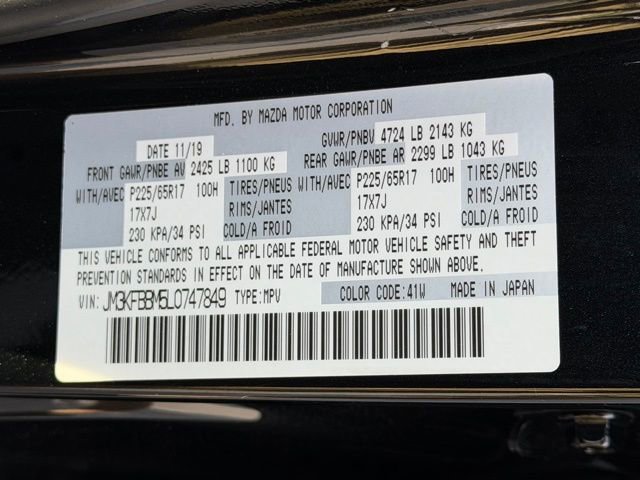 MFD. BY MAZDA MOTOR CORPORATION
DATE 11/19 GVWR/PNBV 4724 LB 2143 KG
FRONT GAWR/PNBE AV 2425 LB 1100 KG REAR GAWR/PNBE AR 2299 LB 1043 KG
WITH/AVEC P225/65R17 100H TIRES/PNEUS WITH/AVEC P225/65R17 100H TIRES/PNEUS
17X7J RIMS/JANTES 17X7J RIMS/JANTES
230 KPA/34 PSI COLD/A FROID 230 KPA/34 PSI COLD/A FROID
THIS VEHICLE CONFORMS TO ALL APPLICABLE FEDERAL MOTOR VEHICLE SAFETY AND THEFT
PREVENTION STANDARDS IN EFFECT ON THE DATE OF MANUFACTURE SHOWN ABOVE.
VIN: JM3KFBBM5L0747849 TYPE:MPV COLOR CODE:41W MADE IN JAPAN